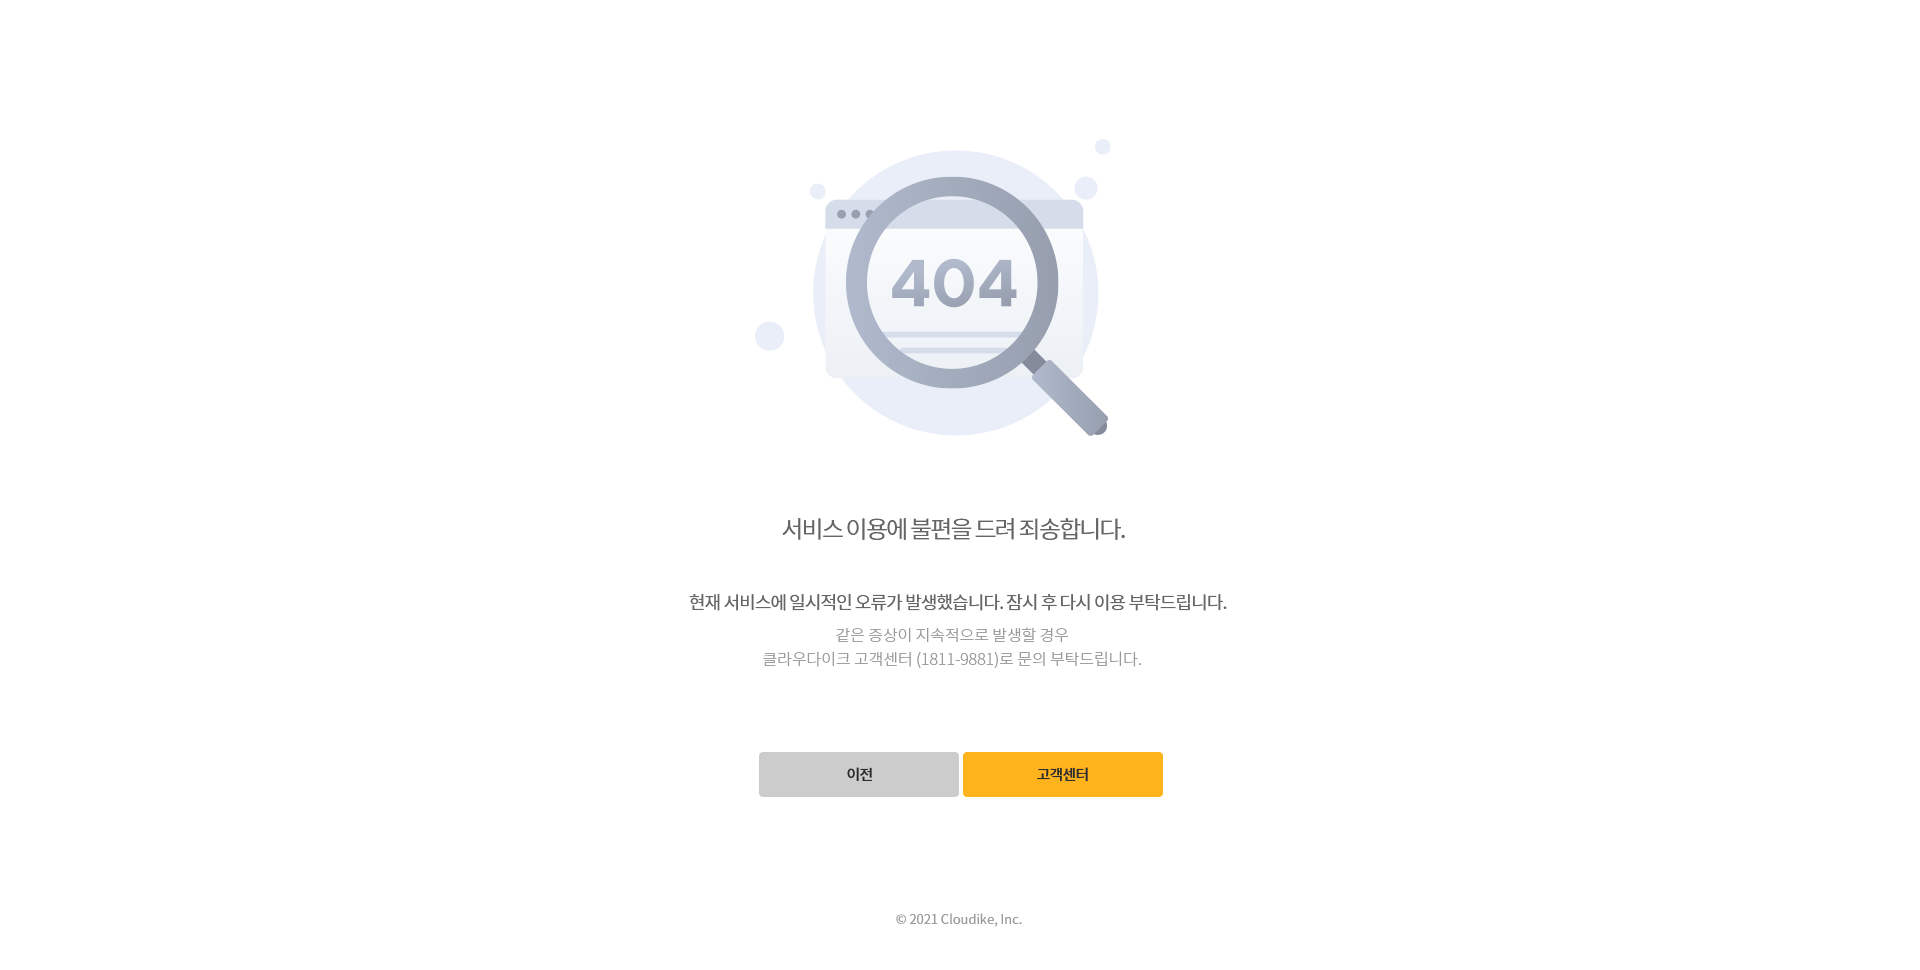 404
서비스 이용에 불편을 드려 죄송합니다.
현재 서비스에 일시적인 오류가 발생했습니다. 잠시 후 다시 이용 부탁드립니다.
같은 증상이 지속적으로 발생할 경우
클라우다이크 고객센터 (1811-9881)로 문의 부탁드립니다.
이전 고객센터
© 2021 Cloudike, Inc.